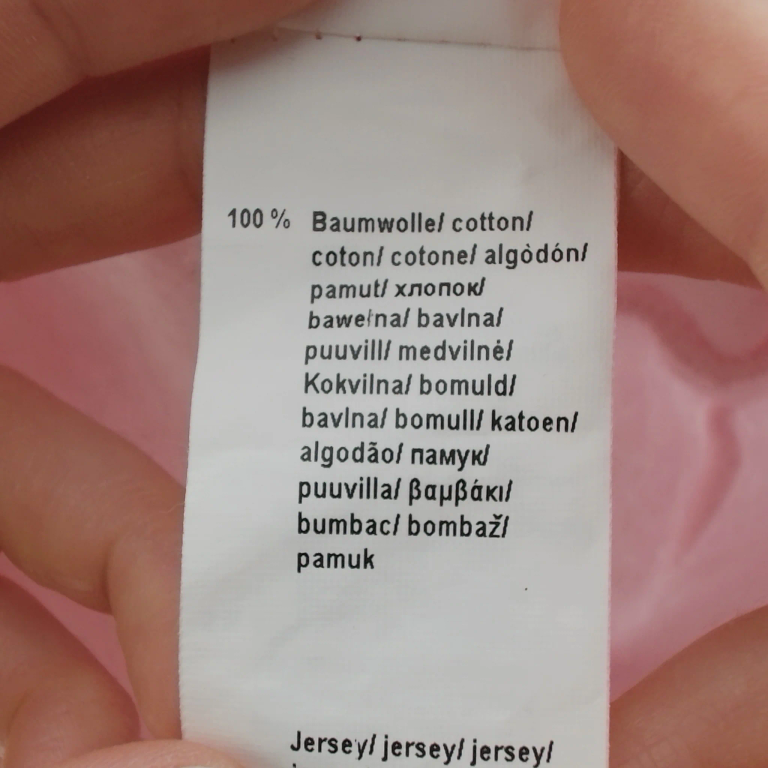 100 % Baumwolle/ cotton/
coton/ cotone/ algòdón/
pamut/ хлопок/
bawełna/ bavlna/
puuvill/ medvilnė/
Kokvilna/ bomuld/
bavlna/ bomull/ katoen/
algodão/ памук/
puuvilla/ βαμβάκι/
bumbac/ bombaž/
pamuk
Jersey/ jersey/ jersey/